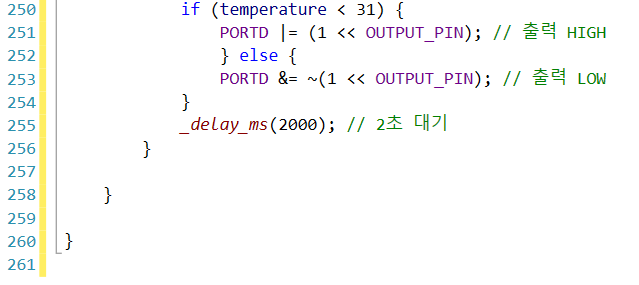 250 if (temperature < 31) {
251 PORTD |= (1 << OUTPUT_PIN); // 출력 HIGH
252 } else {
253 PORTD &= ~(1 << OUTPUT_PIN); // 출력 LOW
254 }
255 _delay_ms(2000); // 2초 대기
256 }
257
258 }
259
260 }
261